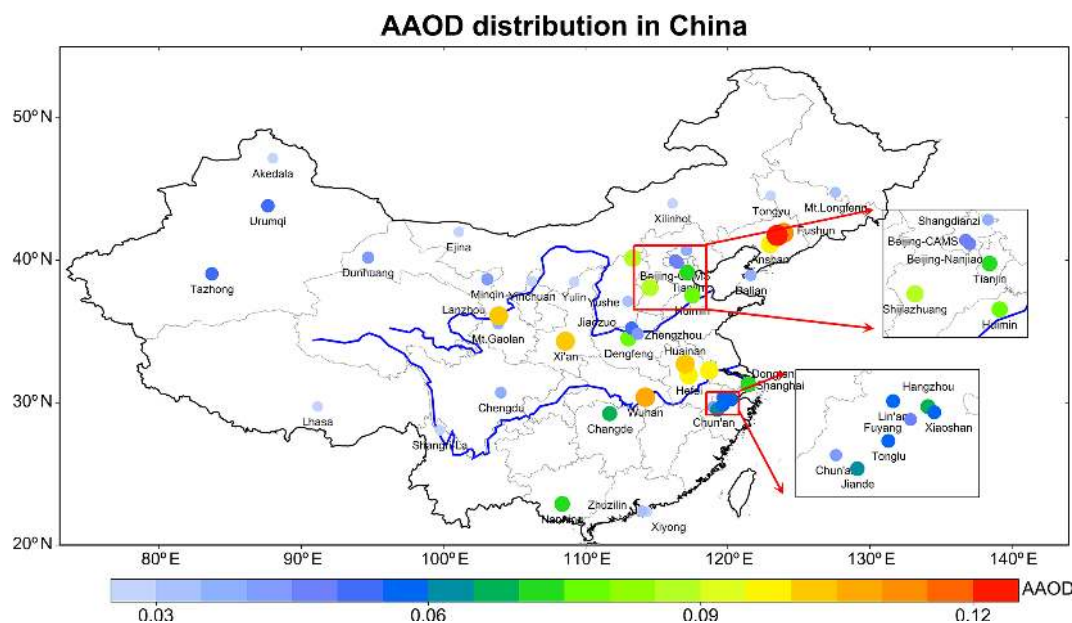 AAOD distribution in China
50°N
40°N
30°N
20°N
80°E
90°E
100°E
110°E
120°E
130°E
140°E
Akedala
Urumqi
Tazhong
Dunhuang
Ejina
Minqin
Yinchuan
Yulin
Lanzhou
Mt.Gaolan
Xilinhot
Tongyu
Mt.Longfeng
Fushun
Anshan
Dalian
Beijing-CAMS
Tianjin
Huimin
Yushe
Jiaozuo
Zhengzhou
Dengfeng
Xi'an
Huainan
Hefei
Dongtan
Shanghai
Chun'an
Wuhan
Changde
Chengdu
Lhasa
Shangri-La
Nanning
Zhuzilin
Xiyong
Shangdianzi
Beijing-CAMS
Beijing-Nanjiao
Tianjin
Shijiazhuang
Huimin
Hangzhou
Lin'an
Fuyang
Xiaoshan
Tonglu
Chun'an
Jiande
AAOD
0.03
0.06
0.09
0.12